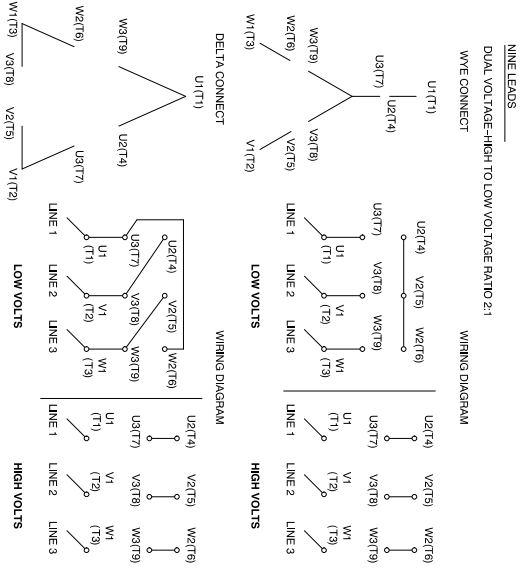 NINE LEADS
DUAL VOLTAGE–HIGH TO LOW VOLTAGE RATIO 2:1
WYE CONNECT
WIRING DIAGRAM
U1(T1)
U3(T7)
U2(T4)
W3(T9)
W2(T6)
W1(T3)
V3(T8)
V2(T5)
V1(T2)
U2(T4) V2(T5) W2(T6)
U3(T7) V3(T8) W3(T9)
U1 (T1) V1 (T2) W1 (T3)
LINE 1 LINE 2 LINE 3
LOW VOLTS
U2(T4) V2(T5) W2(T6)
U3(T7) V3(T8) W3(T9)
U1 (T1) V1 (T2) W1 (T3)
LINE 1 LINE 2 LINE 3
HIGH VOLTS
DELTA CONNECT
WIRING DIAGRAM
U1(T1)
W3(T9)
U2(T4)
W2(T6)
U3(T7)
W1(T3)
V3(T8)
V2(T5)
V1(T2)
U2(T4) V2(T5) W2(T6)
U3(T7) V3(T8) W3(T9)
U1 (T1) V1 (T2) W1 (T3)
LINE 1 LINE 2 LINE 3
LOW VOLTS
U2(T4) V2(T5) W2(T6)
U3(T7) V3(T8) W3(T9)
U1 (T1) V1 (T2) W1 (T3)
LINE 1 LINE 2 LINE 3
HIGH VOLTS